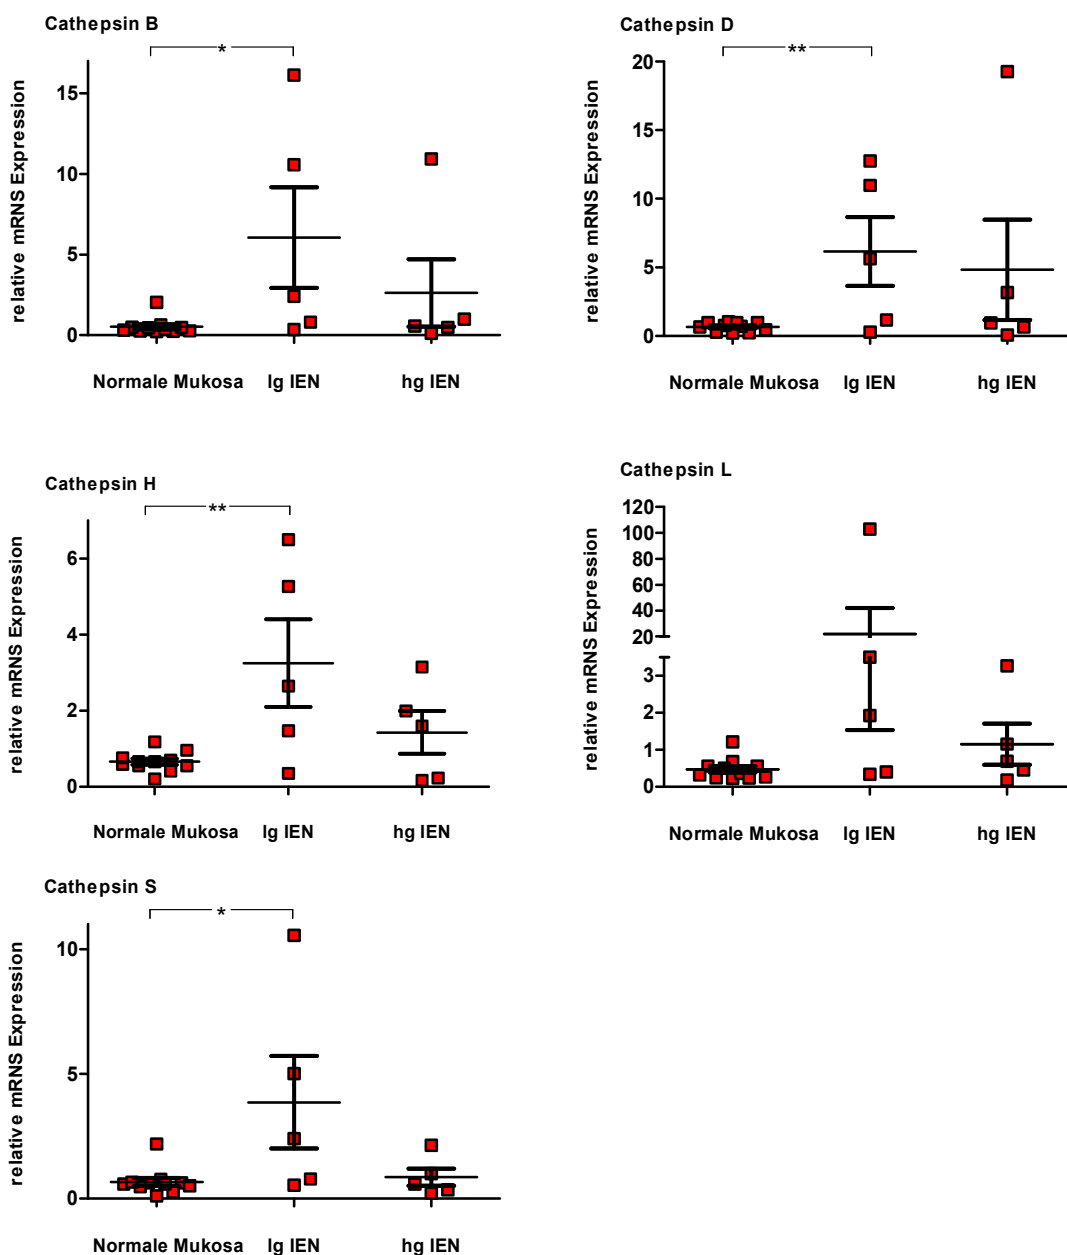 Cathepsin B
*
relative mRNS Expression
15
10
5
0
Normale Mukosa lg IEN hg IEN
Cathepsin D
**
relative mRNS Expression
20
15
10
5
0
Normale Mukosa lg IEN hg IEN
Cathepsin H
**
relative mRNS Expression
6
4
2
0
Normale Mukosa lg IEN hg IEN
Cathepsin L
relative mRNS Expression
120
100
80
60
40
20
3
2
1
0
Normale Mukosa lg IEN hg IEN
Cathepsin S
*
relative mRNS Expression
10
5
0
Normale Mukosa lg IEN hg IEN